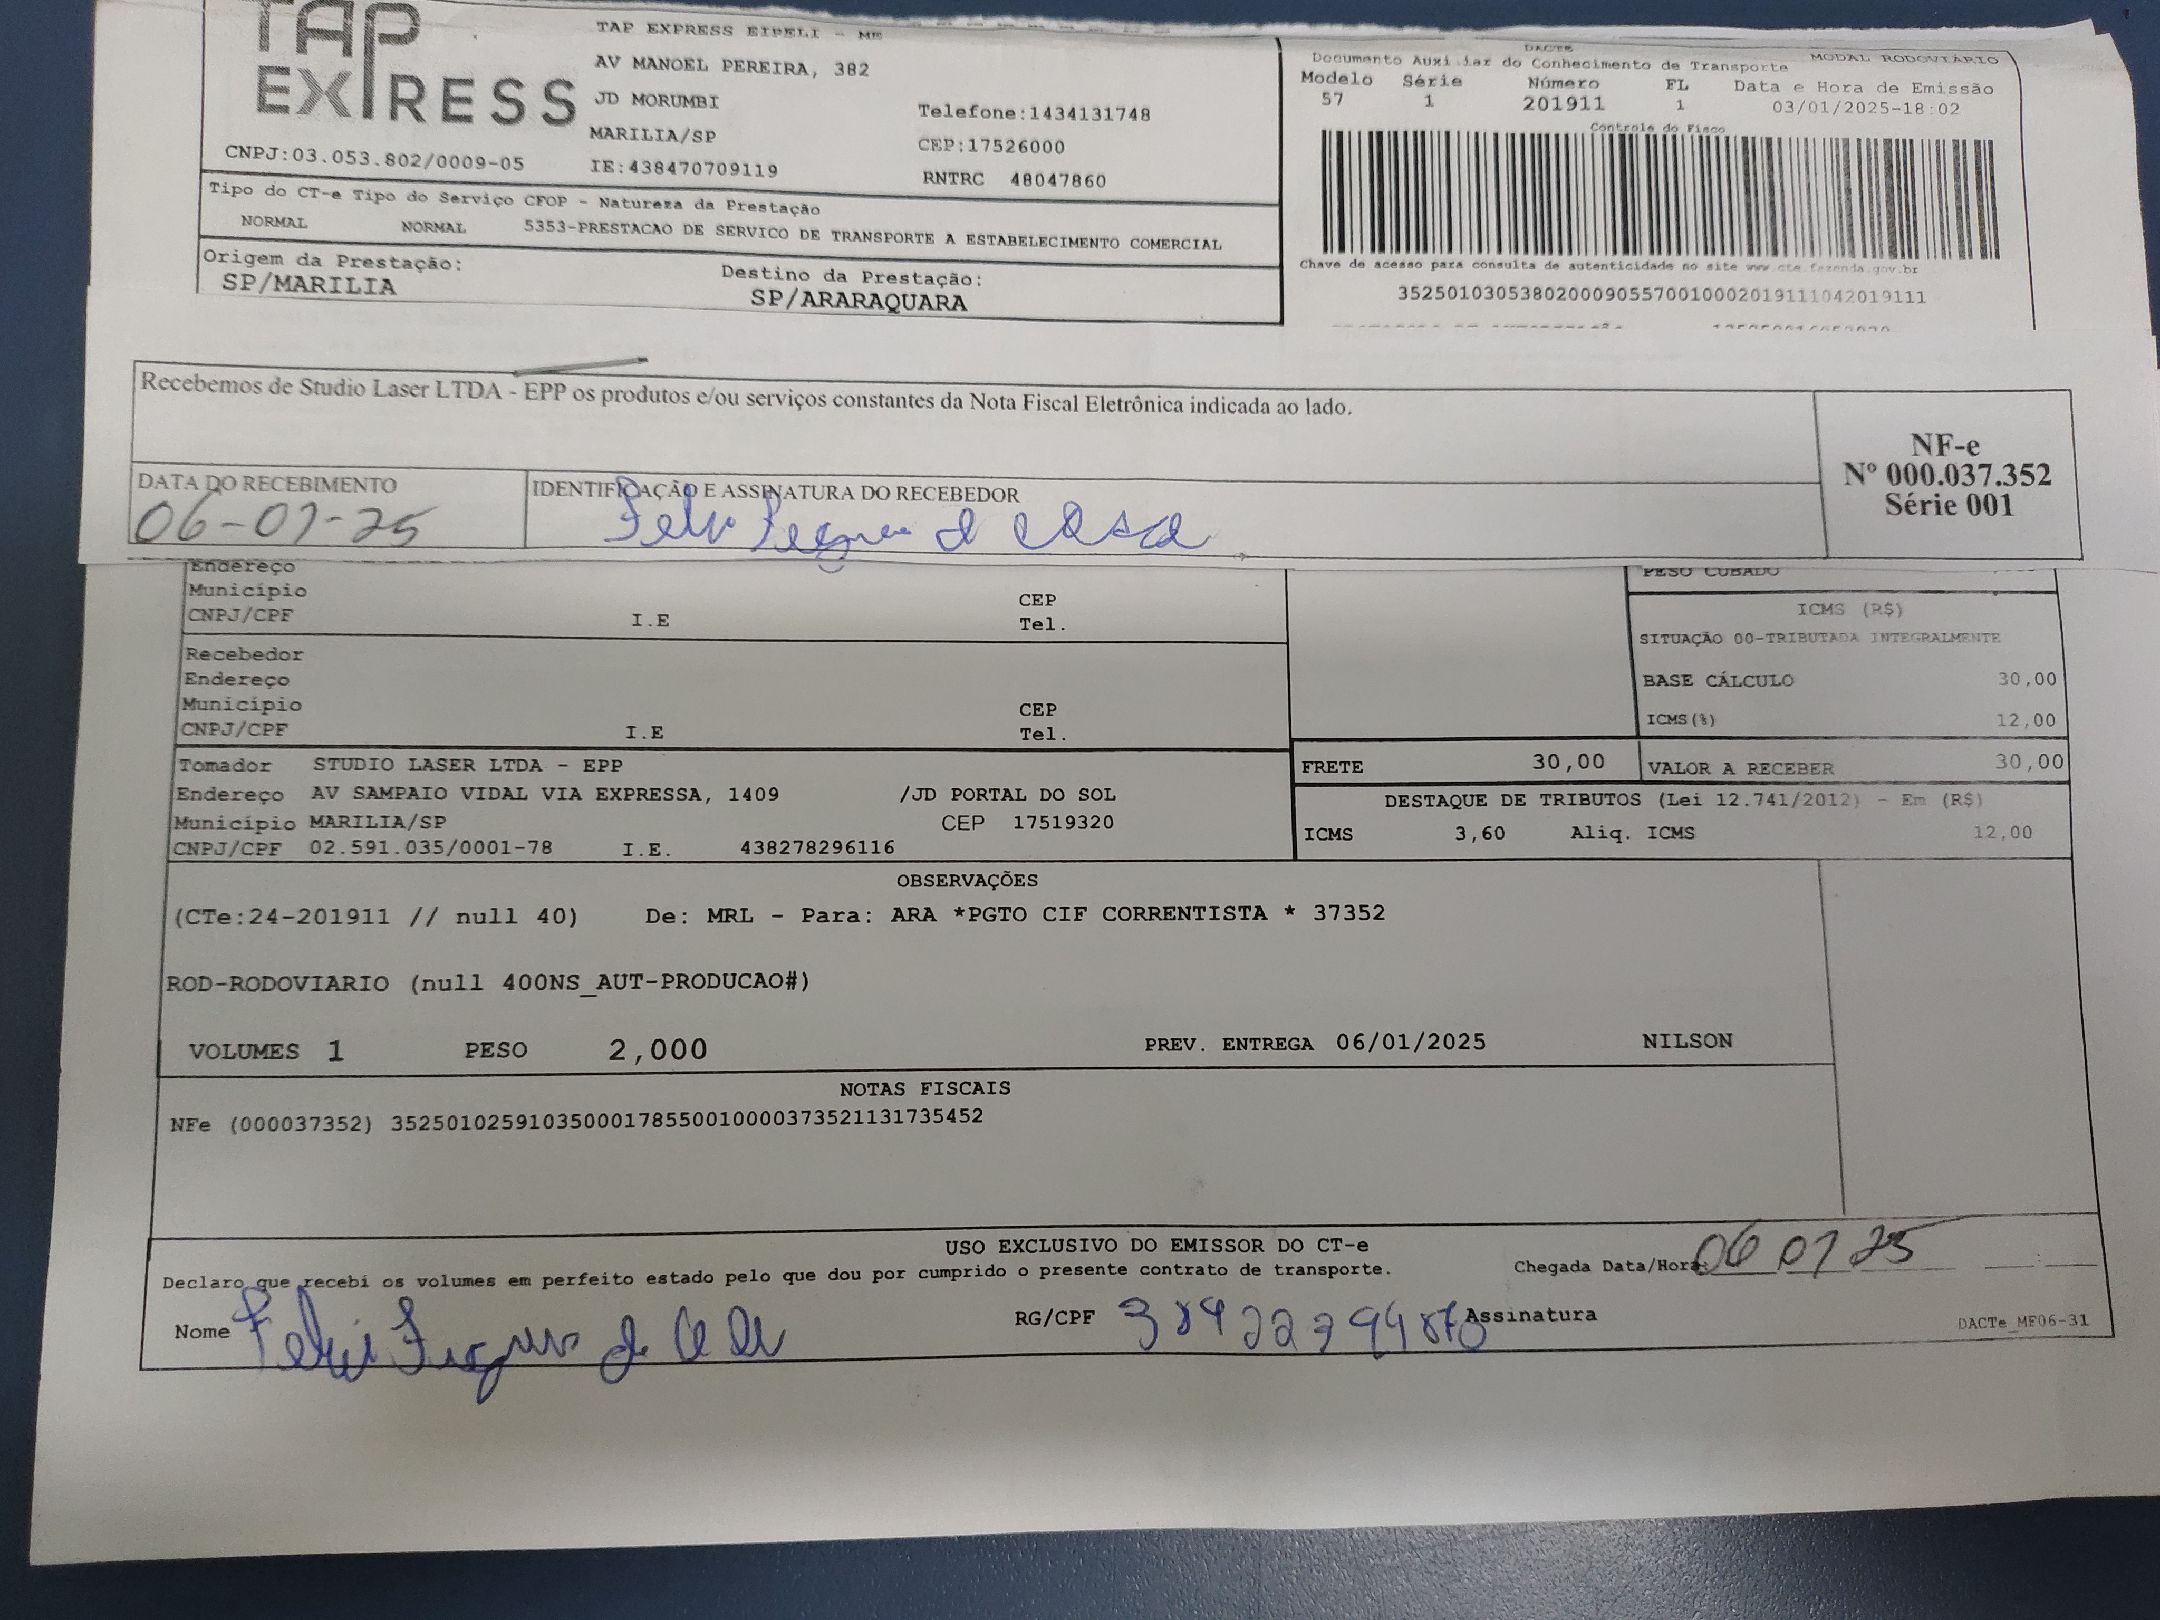 TAP EXPRESS
TAP EXPRESS EIRELI - ME
AV MANOEL PEREIRA, 382
JD MORUMBI
MARILIA/SP
Telefone:1434131748
CEP:17526000
CNPJ:03.053.802/0009-05
IE:438470709119
RNTRC 48047860
DACTE
Documento Auxiliar do Conhecimento de Transporte
MODAL RODOVIÁRIO
Modelo Série Número FL Data e Hora de Emissão
57 1 201911 1 03/01/2025-18:02
Controle do Fisco
Chave de acesso para consulta de autenticidade no site www.cte.fazenda.gov.br
35250103053802000905570010002019111042019111
Tipo do CT-e Tipo do Serviço CFOP - Natureza da Prestação
NORMAL NORMAL 5353-PRESTACAO DE SERVICO DE TRANSPORTE A ESTABELECIMENTO COMERCIAL
Origem da Prestação: Destino da Prestação:
SP/MARILIA SP/ARARAQUARA
Recebemos de Studio Laser LTDA - EPP os produtos e/ou serviços constantes da Nota Fiscal Eletrônica indicada ao lado.
NF-e
Nº 000.037.352
Série 001
DATA DO RECEBIMENTO
06-01-25
IDENTIFICAÇÃO E ASSINATURA DO RECEBEDOR
Endereço
Município CEP
CNPJ/CPF I.E Tel.
Recebedor
Endereço
Município CEP
CNPJ/CPF I.E Tel.
PESO CUBADO
ICMS (R$)
SITUAÇÃO 00-TRIBUTADA INTEGRALMENTE
BASE CÁLCULO 30,00
ICMS(%) 12,00
Tomador STUDIO LASER LTDA - EPP
Endereço AV SAMPAIO VIDAL VIA EXPRESSA, 1409 /JD PORTAL DO SOL
Município MARILIA/SP CEP 17519320
CNPJ/CPF 02.591.035/0001-78 I.E. 438278296116
FRETE 30,00 VALOR A RECEBER 30,00
DESTAQUE DE TRIBUTOS (Lei 12.741/2012) - Em (R$)
ICMS 3,60 Aliq. ICMS 12,00
OBSERVAÇÕES
(CTe:24-201911 // null 40) De: MRL - Para: ARA *PGTO CIF CORRENTISTA * 37352
ROD-RODOVIARIO (null 400NS_AUT-PRODUCAO#)
VOLUMES 1 PESO 2,000 PREV. ENTREGA 06/01/2025 NILSON
NOTAS FISCAIS
NFe (000037352) 35250102591035000178550010000373521131735452
USO EXCLUSIVO DO EMISSOR DO CT-e
Declaro que recebi os volumes em perfeito estado pelo que dou por cumprido o presente contrato de transporte.
Chegada Data/Hora: 06 01 25
Nome RG/CPF Assinatura
DACTe_MF06-31